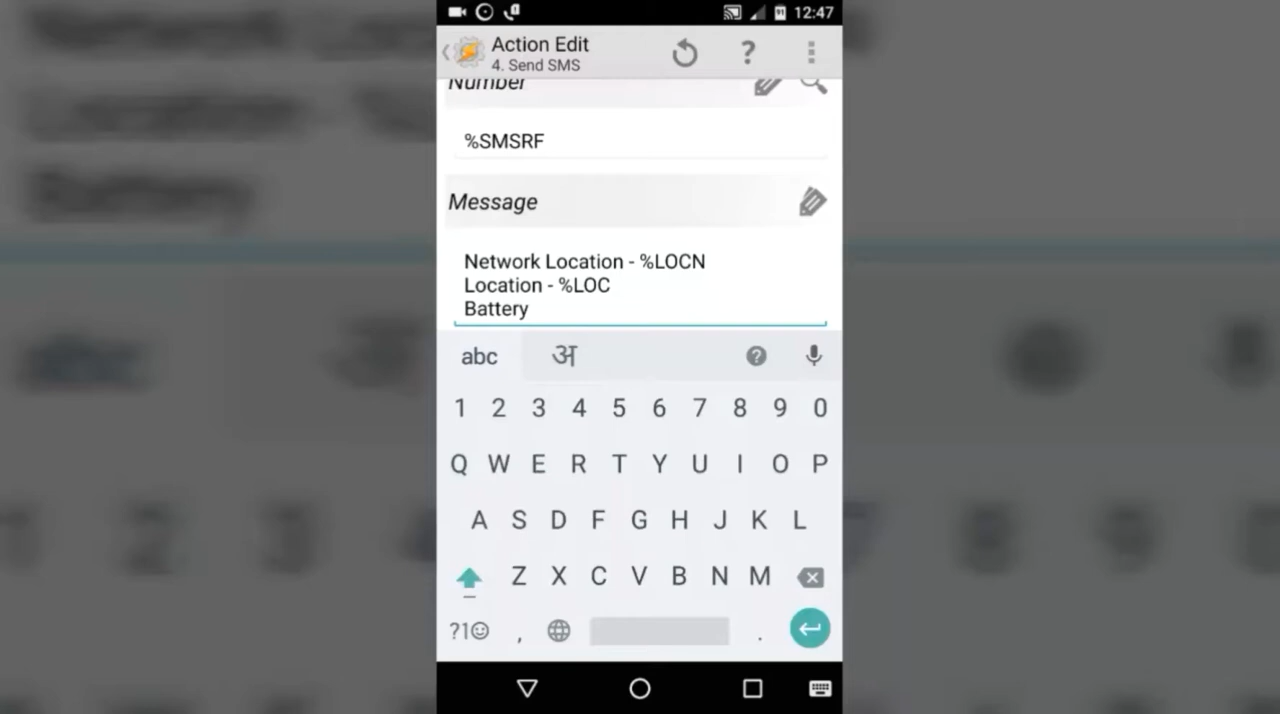 12:47
Action Edit
4. Send SMS
Number
%SMSRF
Message
Network Location - %LOCN
Location - %LOC
Battery
abc अ
1 2 3 4 5 6 7 8 9 0
Q W E R T Y U I O P
A S D F G H J K L
Z X C V B N M
?1☺ , .